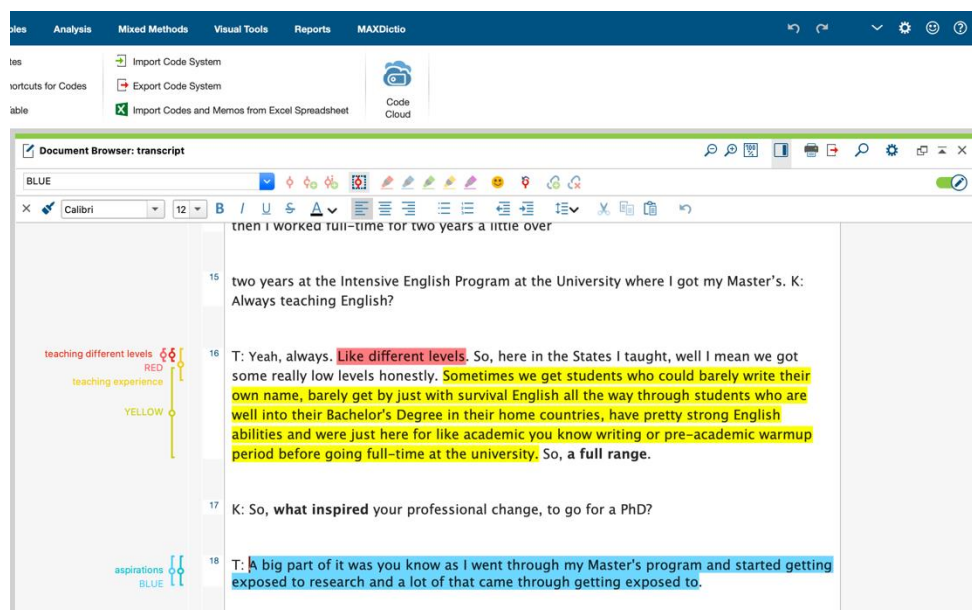 Analysis Mixed Methods Visual Tools Reports MAXDictio
Import Code System
hortcuts for Codes Export Code System
Import Codes and Memos from Excel Spreadsheet
Code
Cloud
Document Browser: transcript
BLUE
Calibri 12 B I U S A
then I worked full-time for two years a little over
15 two years at the Intensive English Program at the University where I got my Master's. K:
Always teaching English?
teaching different levels 16 T: Yeah, always. Like different levels. So, here in the States I taught, well I mean we got
RED some really low levels honestly. Sometimes we get students who could barely write their
teaching experience own name, barely get by just with survival English all the way through students who are
YELLOW well into their Bachelor's Degree in their home countries, have pretty strong English
abilities and were just here for like academic you know writing or pre-academic warmup
period before going full-time at the university. So, a full range.
17 K: So, what inspired your professional change, to go for a PhD?
aspirations 18 T: A big part of it was you know as I went through my Master's program and started getting
BLUE exposed to research and a lot of that came through getting exposed to.